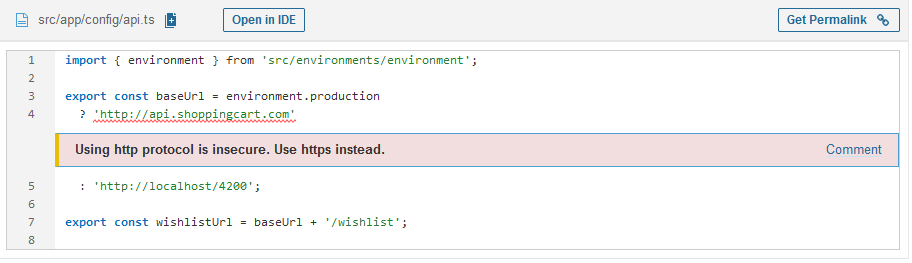 src/app/config/api.ts Open in IDE Get Permalink
1 import { environment } from 'src/environments/environment';
2
3 export const baseUrl = environment.production
4 ? 'http://api.shoppingcart.com'
Using http protocol is insecure. Use https instead. Comment
5 : 'http://localhost/4200';
6
7 export const wishlistUrl = baseUrl + '/wishlist';
8